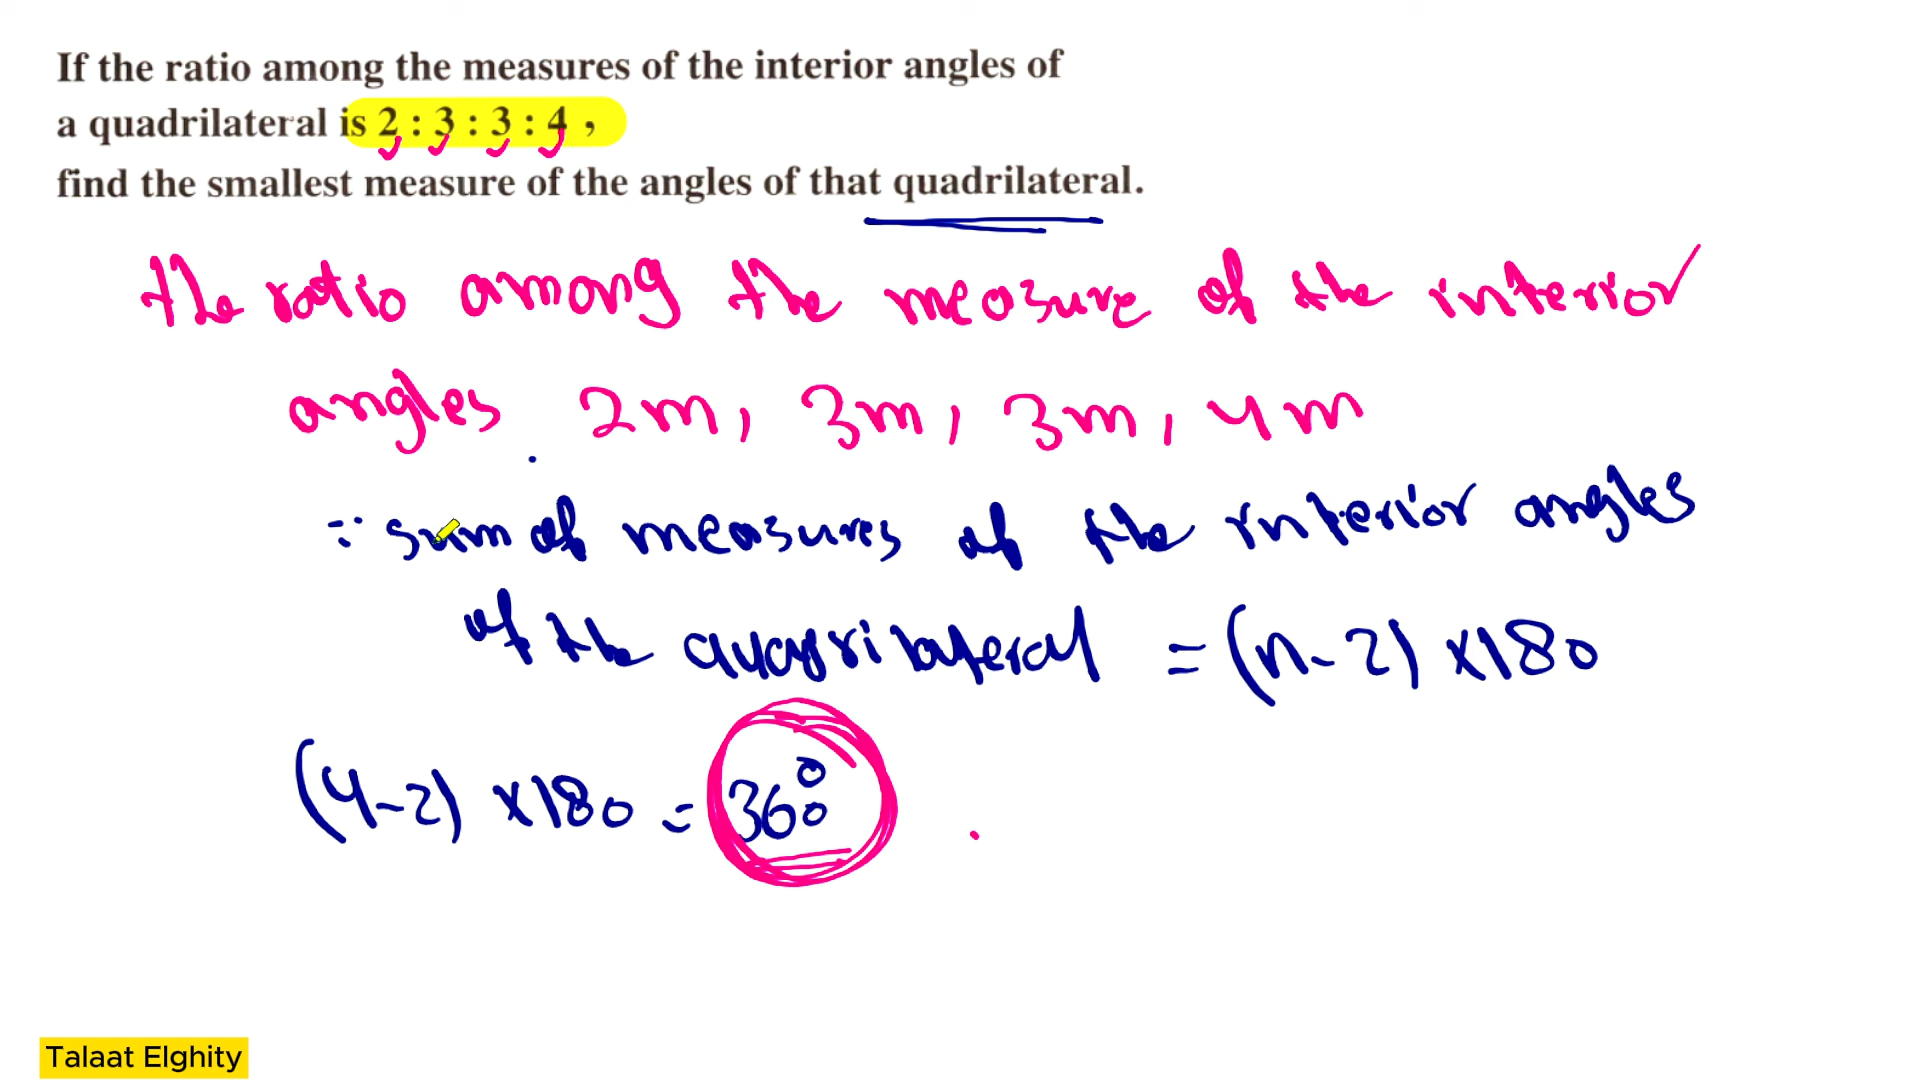 If the ratio among the measures of the interior angles of
a quadrilateral is 2 : 3 : 3 : 4 ,
find the smallest measure of the angles of that quadrilateral.
the ratio among the measure of the interior
angles 2m, 3m, 3m, 4m
∵ sum of measures of the interior angles
of the quadrilateral = (n-2) ×180
(4-2) ×180 = 360°
Talaat Elghity